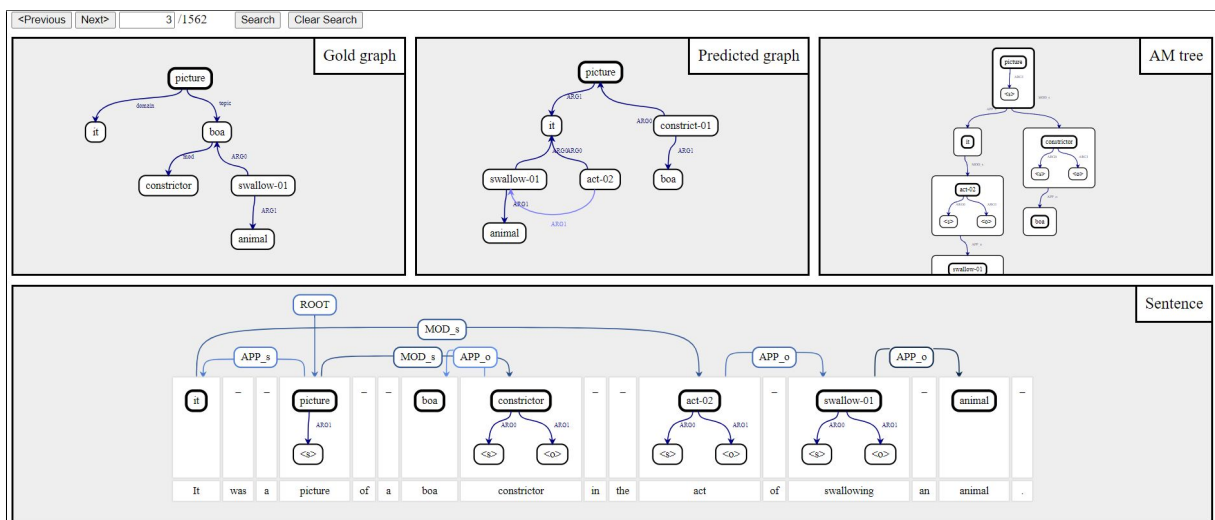 <Previous Next> 3 /1562 Search Clear Search
Gold graph
picture
domain topic
it boa
mod ARG0
constrictor swallow-01
ARG1
animal
Predicted graph
picture
ARG1 ARG0
it constrict-01
ARG0 ARG0 ARG1
swallow-01 act-02 boa
ARG1 ARG1
animal
AM tree
picture
ARG1
<s>
it constrictor
<s> <o>
act-02
<s> <o>
boa
swallow-01
Sentence
ROOT
MOD_s
APP_s MOD_s APP_o APP_o APP_o
it – – picture – – boa constrictor – – act-02 – swallow-01 – animal –
ARG1 ARG0 ARG1 ARG0 ARG1 ARG0 ARG1
<s> <s> <o> <s> <o> <s> <o>
It was a picture of a boa constrictor in the act of swallowing an animal .